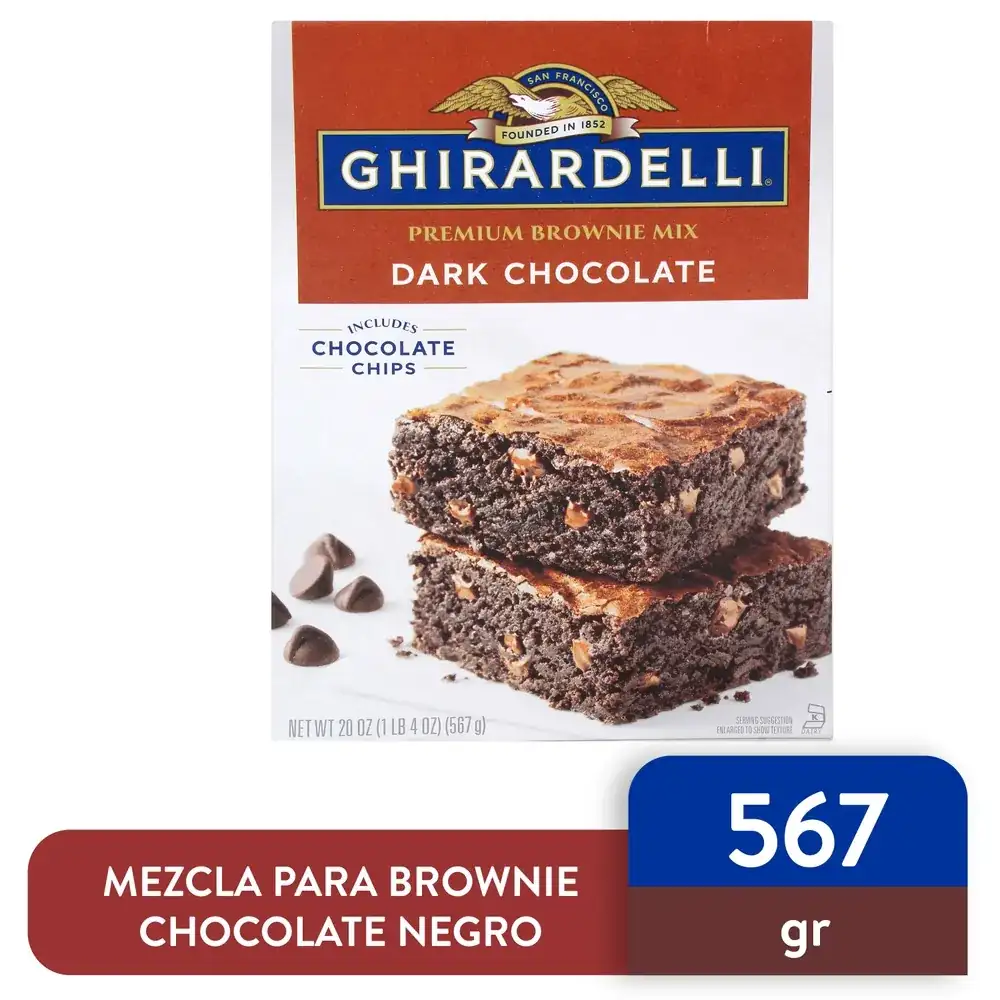 SAN FRANCISCO
FOUNDED IN 1852
GHIRARDELLI®
PREMIUM BROWNIE MIX
DARK CHOCOLATE
INCLUDES
CHOCOLATE
CHIPS
NET WT 20 OZ (1 LB 4 OZ) (567 g)
SERVING SUGGESTION
ENLARGED TO SHOW TEXTURE
K
DAIRY
567
gr
MEZCLA PARA BROWNIE
CHOCOLATE NEGRO